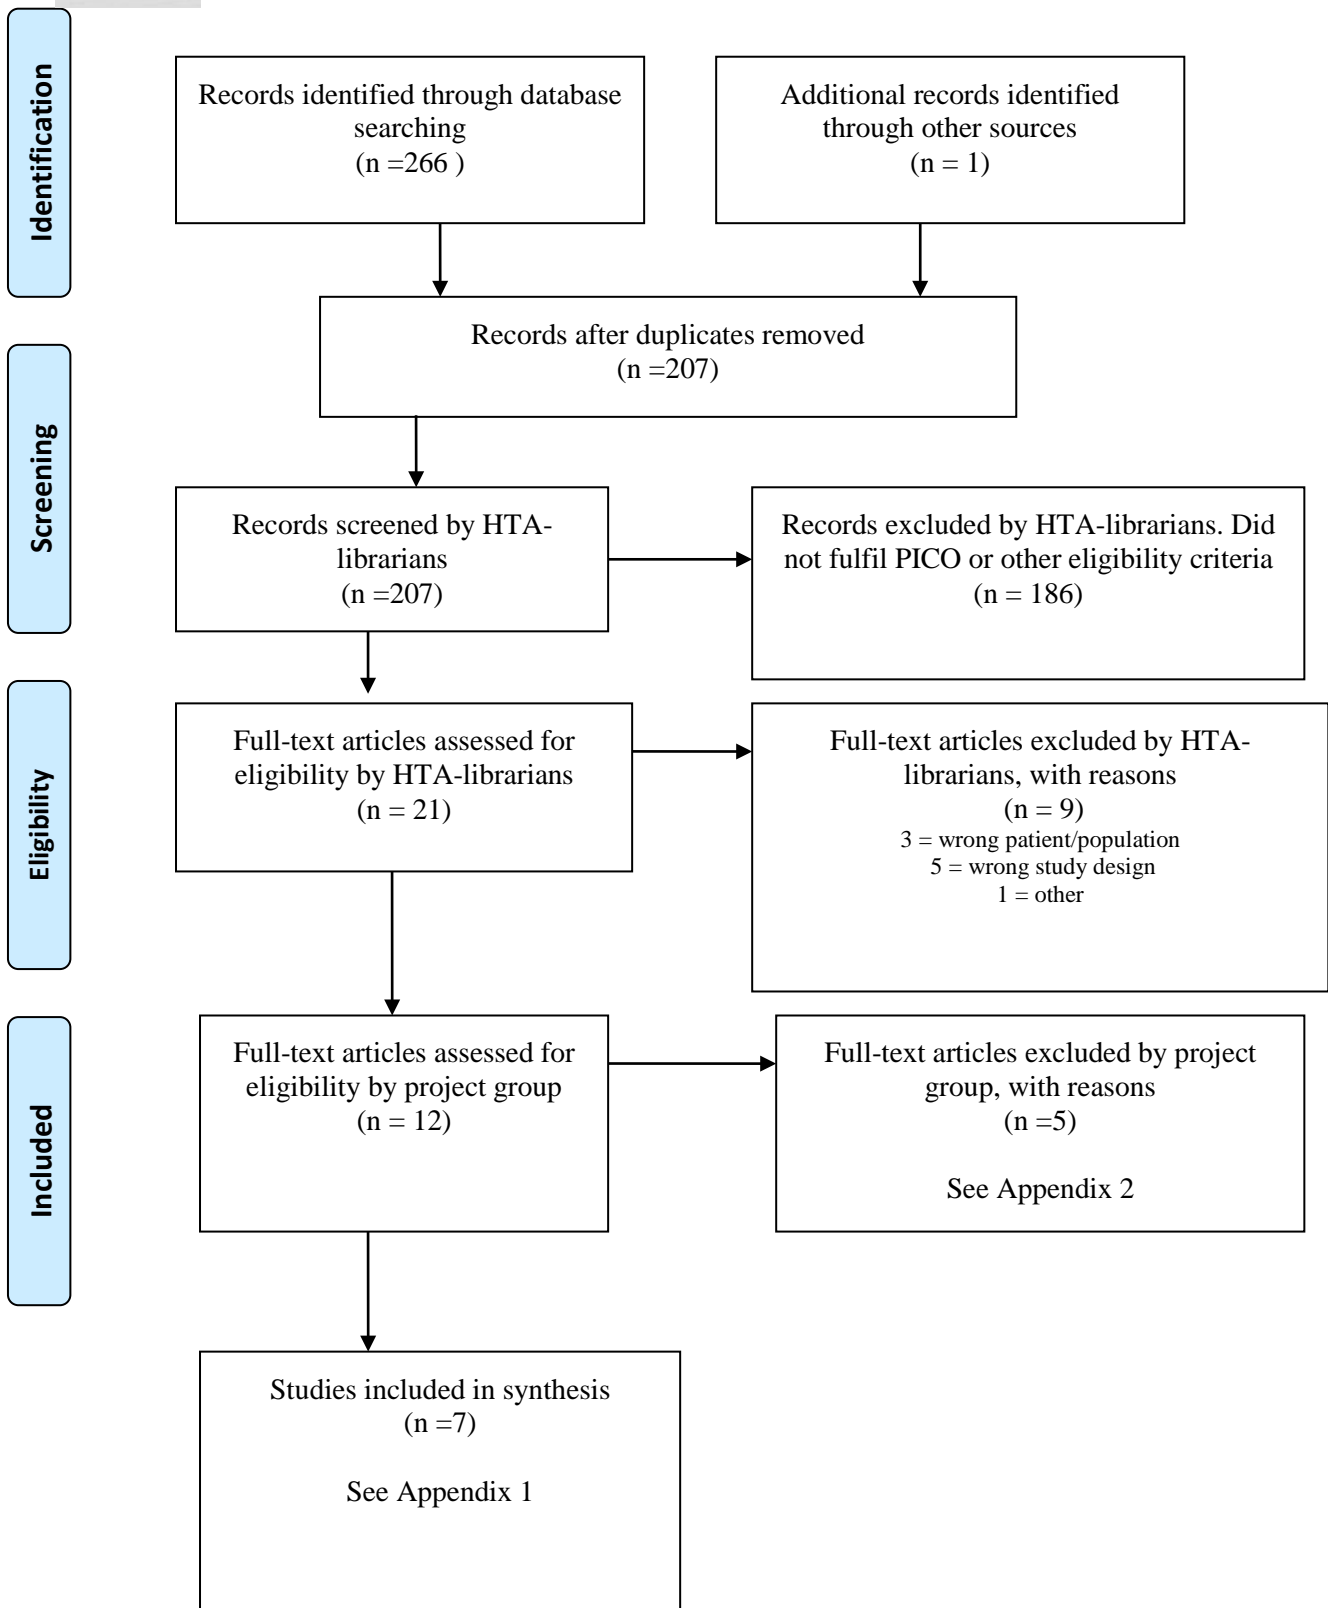 Identification
Records identified through database
searching
(n =266 )
Additional records identified
through other sources
(n = 1)
Records after duplicates removed
(n =207)
Screening
Records screened by HTA-
librarians
(n =207)
Records excluded by HTA-librarians. Did
not fulfil PICO or other eligibility criteria
(n = 186)
Eligibility
Full-text articles assessed for
eligibility by HTA-librarians
(n = 21)
Full-text articles excluded by HTA-
librarians, with reasons
(n = 9)
3 = wrong patient/population
5 = wrong study design
1 = other
Included
Full-text articles assessed for
eligibility by project group
(n = 12)
Full-text articles excluded by project
group, with reasons
(n =5)
See Appendix 2
Studies included in synthesis
(n =7)
See Appendix 1